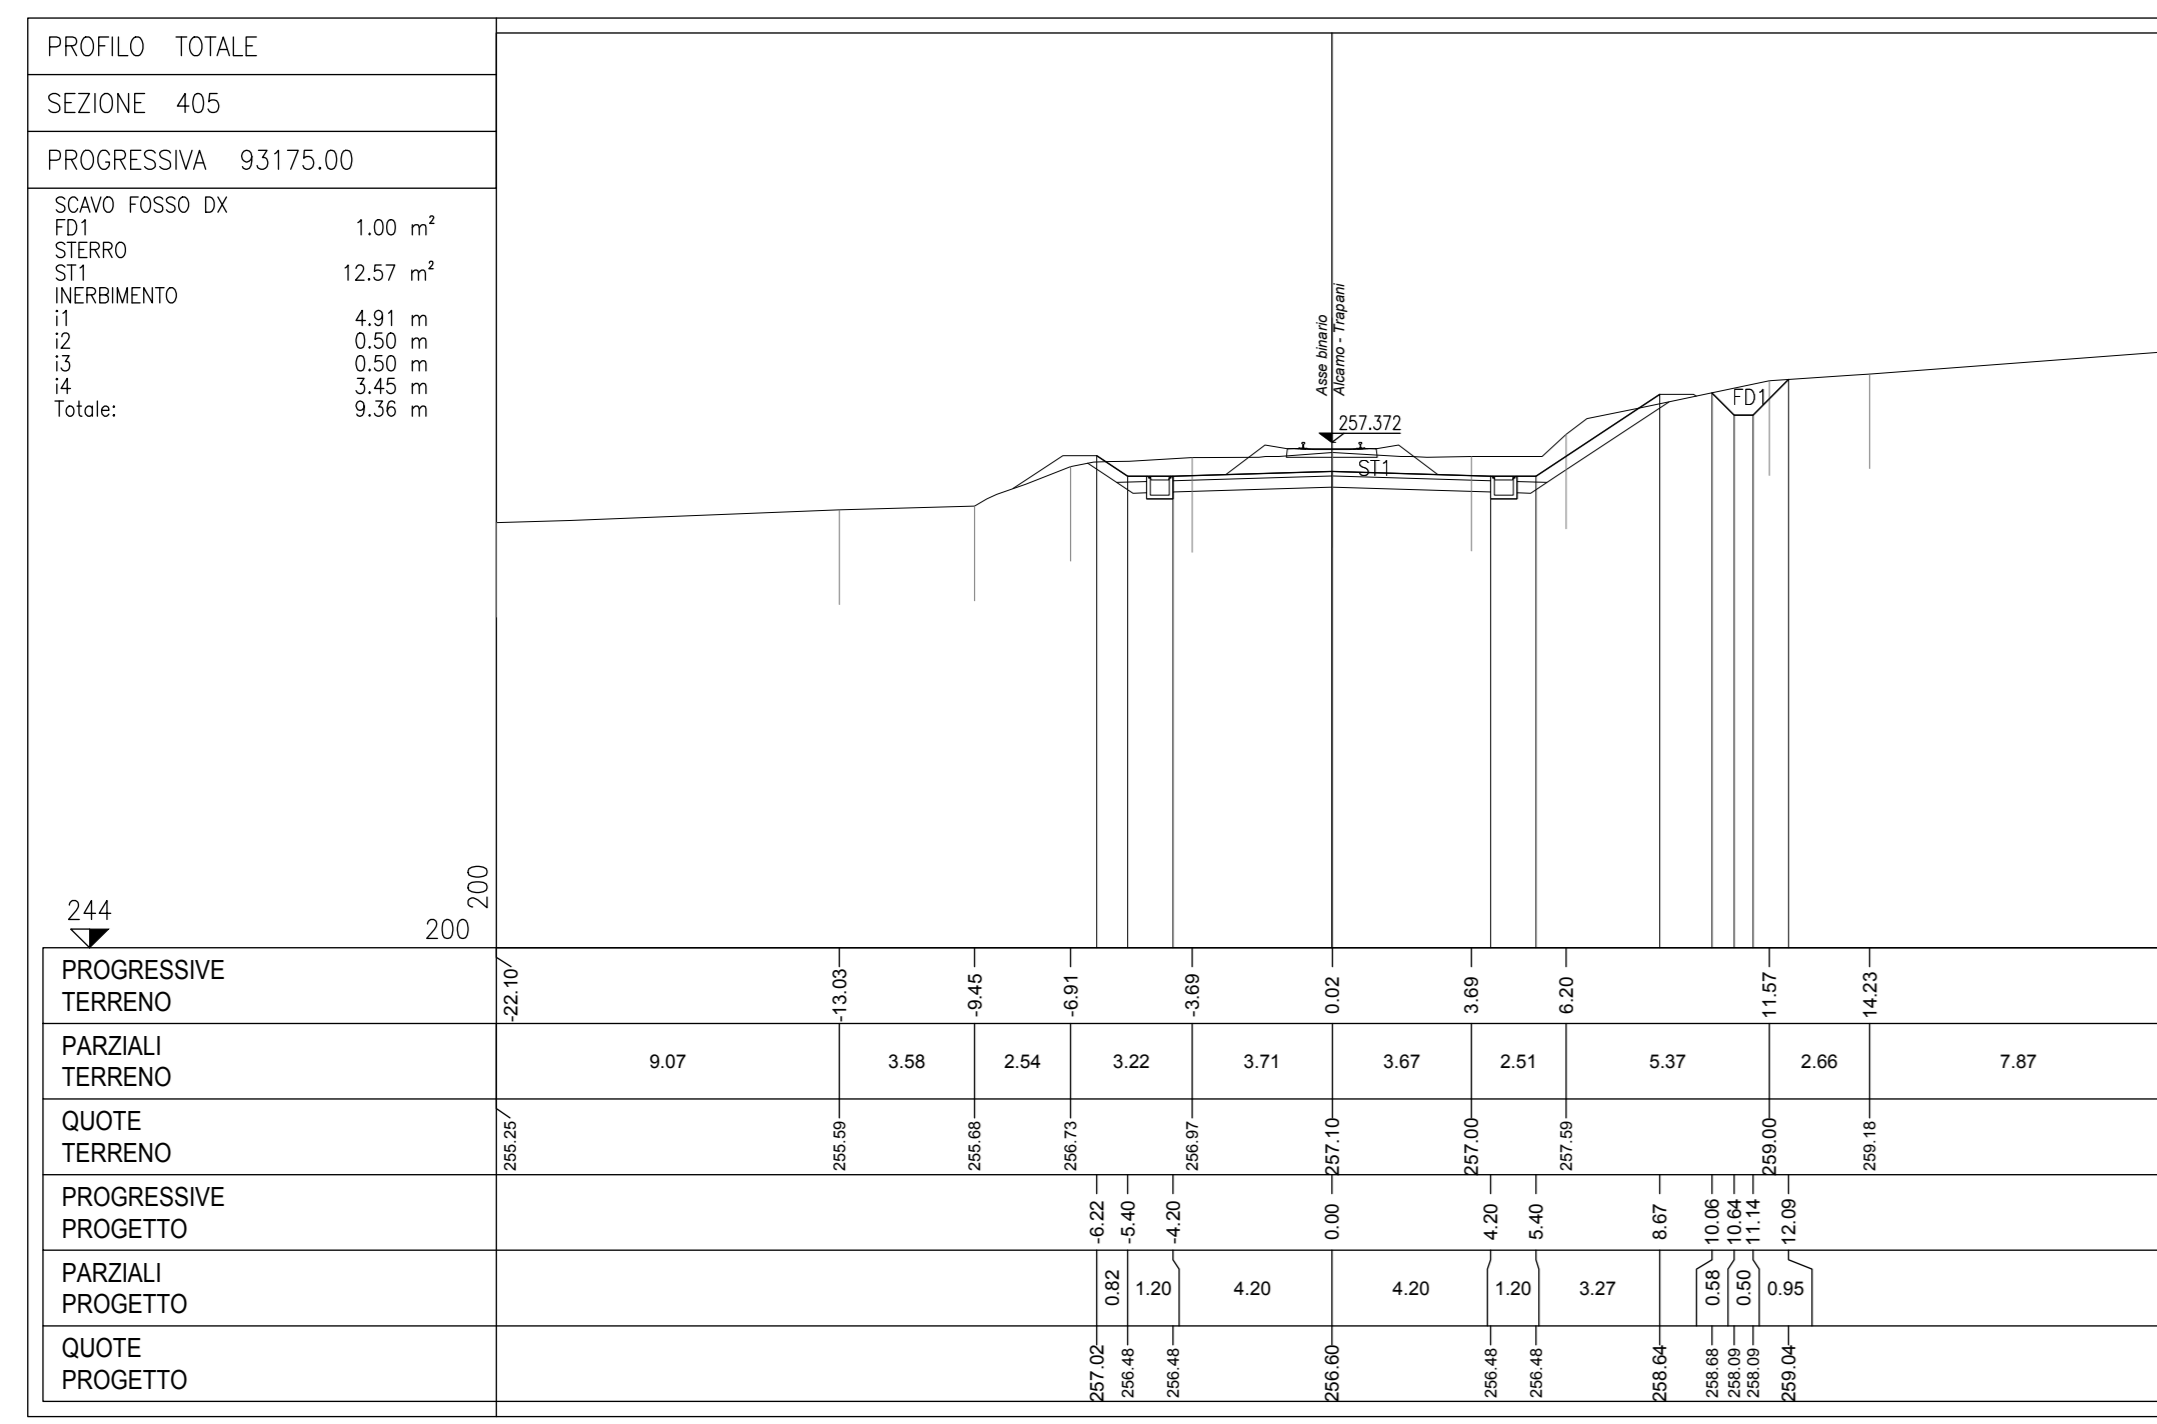 PROFILO TOTALE
SEZIONE 405
PROGRESSIVA 93175.00
SCAVO FOSSO DX
FD1 1.00 m²
STERRO
ST1 12.57 m²
INERBIMENTO
i1 4.91 m
i2 0.50 m
i3 0.50 m
i4 3.45 m
Totale: 9.36 m
Asse binario
Alcamo - Trapani
257.372
FD1
ST1
244
200
200
PROGRESSIVE
TERRENO
-22.10 -13.03 -9.45 -6.91 -3.69 0.02 3.69 6.20 11.57 14.23
PARZIALI
TERRENO
9.07 3.58 2.54 3.22 3.71 3.67 2.51 5.37 2.66 7.87
QUOTE
TERRENO
255.25 255.59 255.68 256.73 256.97 257.10 257.00 257.59 259.00 259.18
PROGRESSIVE
PROGETTO
-6.22 -5.40 -4.20 0.00 4.20 5.40 8.67 10.06 10.64 11.14 12.09
PARZIALI
PROGETTO
0.82 1.20 4.20 4.20 1.20 3.27 0.58 0.50 0.95
QUOTE
PROGETTO
257.02 256.48 256.48 256.60 256.48 256.48 258.64 258.68 258.09 258.09 259.04